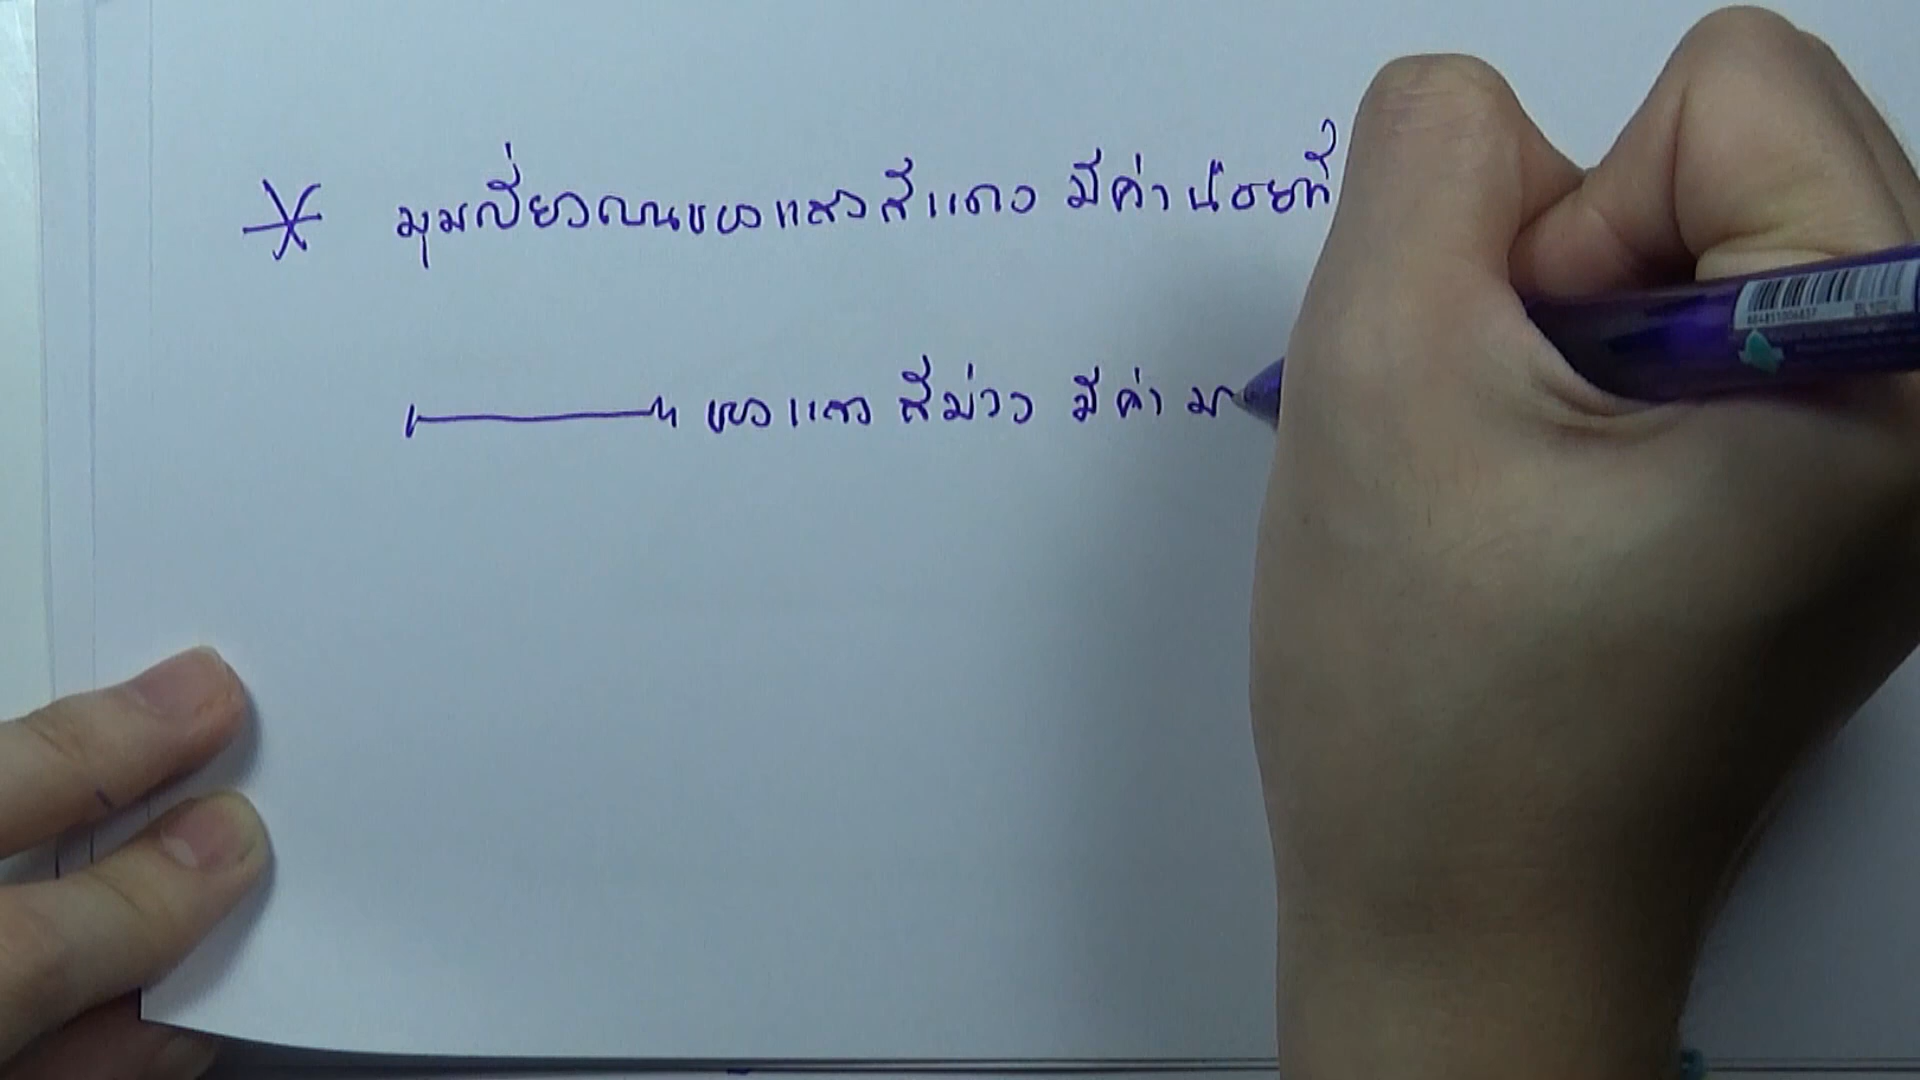 * มุมเบี่ยงเบนของแสงสีแดง มีค่าน้อยที่
ของแสงสีม่วง มีค่า มา